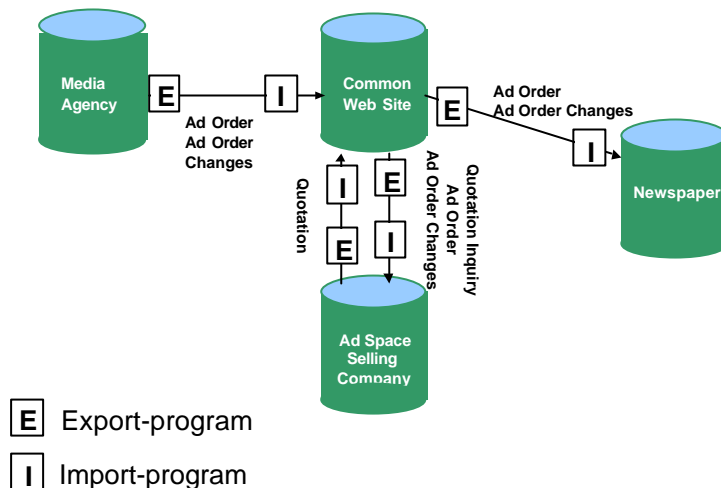 Media
Agency
E
I
Ad Order
Ad Order
Changes
Common
Web Site
E
Ad Order
Ad Order Changes
I
Newspaper
Quotation
I
E
E
I
Quotation Inquiry
Ad Order
Ad Order Changes
Ad Space
Selling
Company
E Export-program
I Import-program